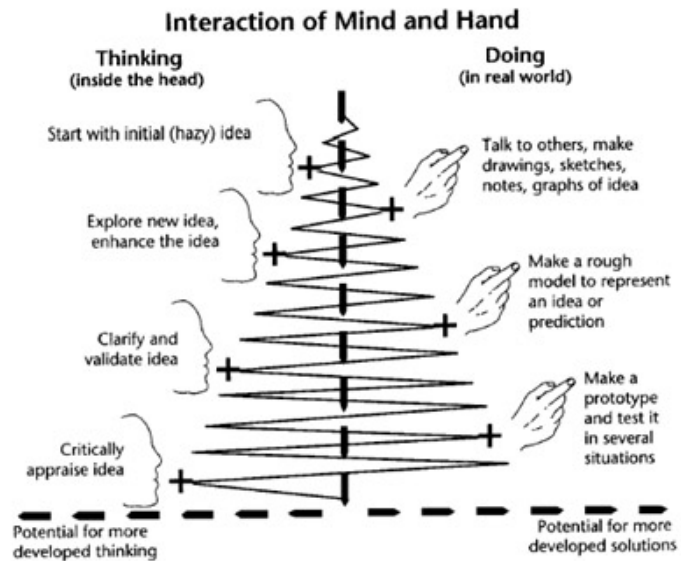 Interaction of Mind and Hand
Thinking
(inside the head)
Doing
(in real world)
Start with initial (hazy) idea
Talk to others, make
drawings, sketches,
notes, graphs of idea
Explore new idea,
enhance the idea
Make a rough
model to represent
an idea or
prediction
Clarify and
validate idea
Make a
prototype
and test it
in several
situations
Critically
appraise idea
Potential for more
developed thinking
Potential for more
developed solutions